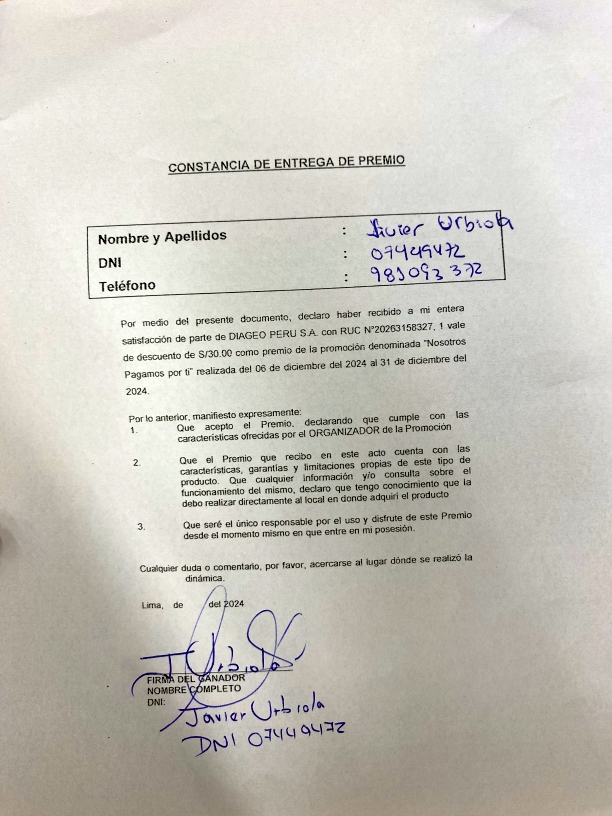 CONSTANCIA DE ENTREGA DE PREMIO
Nombre y Apellidos : Javier Urbiola
DNI : 07449472
Teléfono : 981093372
Por medio del presente documento, declaro haber recibido a mi entera
satisfacción de parte de DIAGEO PERU S.A. con RUC N°20263158327, 1 vale
de descuento de S/30.00 como premio de la promoción denominada "Nosotros
Pagamos por ti" realizada del 06 de diciembre del 2024 al 31 de diciembre del
2024.
Por lo anterior, manifiesto expresamente:
1. Que acepto el Premio, declarando que cumple con las
características ofrecidas por el ORGANIZADOR de la Promoción
2. Que el Premio que recibo en este acto cuenta con las
características, garantías y limitaciones propias de este tipo de
producto. Que cualquier información y/o consulta sobre el
funcionamiento del mismo, declaro que tengo conocimiento que la
debo realizar directamente al local en donde adquirí el producto
3. Que seré el único responsable por el uso y disfrute de este Premio
desde el momento mismo en que entre en mi posesión.
Cualquier duda o comentario, por favor, acercarse al lugar dónde se realizó la
dinámica.
Lima, de del 2024
J Urbiola
FIRMA DEL GANADOR
NOMBRE COMPLETO
DNI:
Javier Urbiola
DNI 07449472